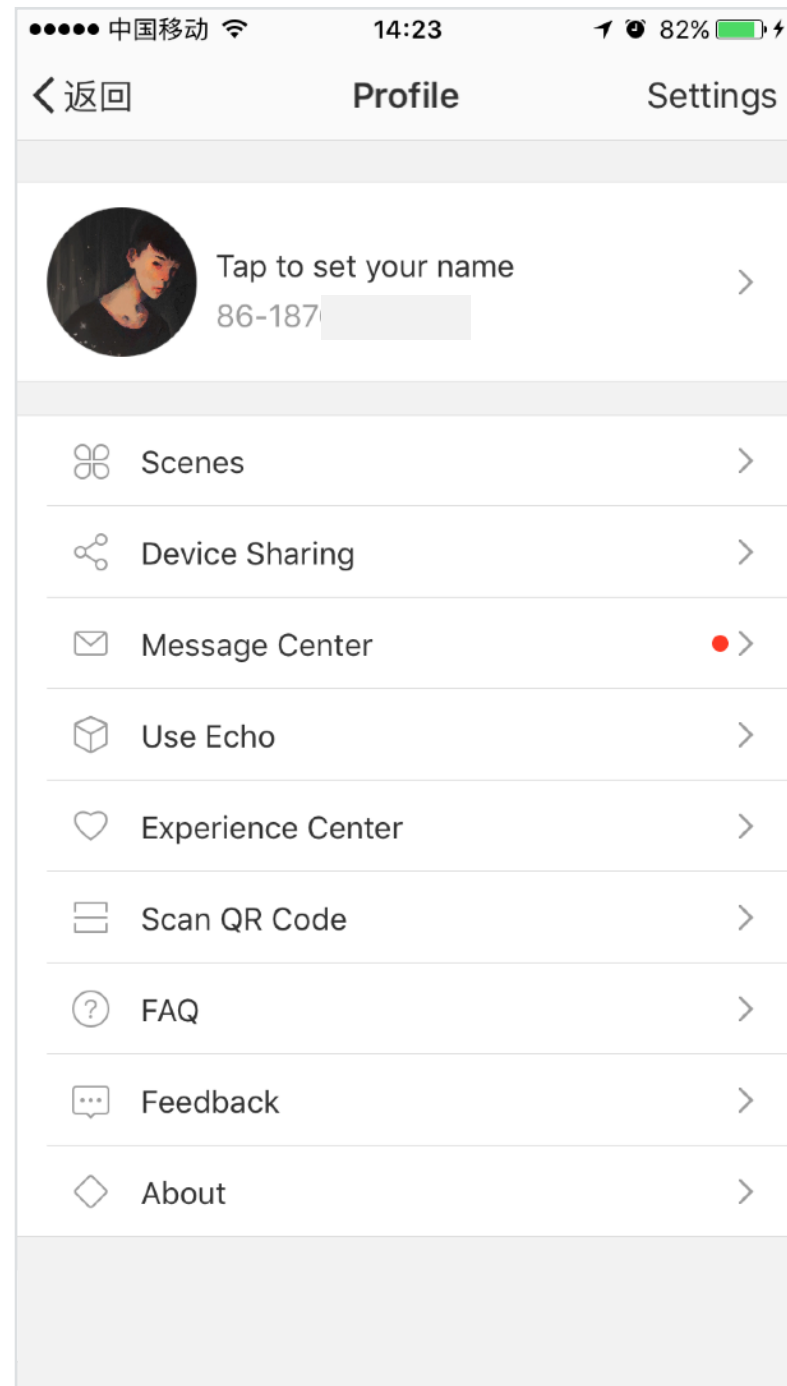 中国移动 14:23 82%
返回 Profile Settings
Tap to set your name
86-187
Scenes
Device Sharing
Message Center
Use Echo
Experience Center
Scan QR Code
FAQ
Feedback
About